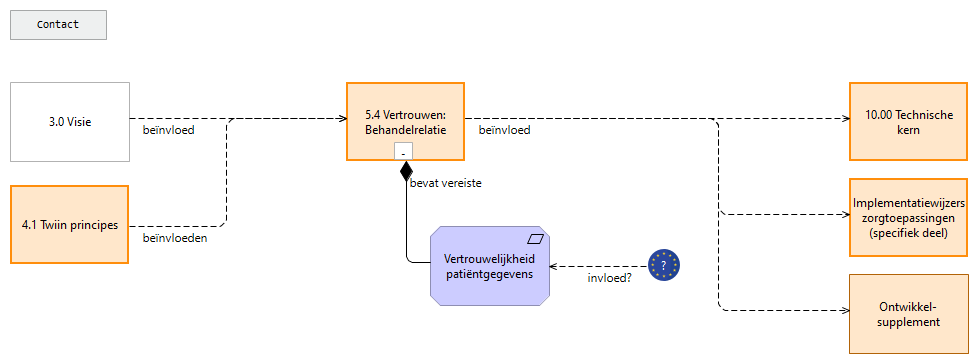 Contact
3.0 Visie
beïnvloed
4.1 Twiin principes
beïnvloeden
5.4 Vertrouwen:
Behandelrelatie
-
beïnvloed
bevat vereiste
Vertrouwelijkheid
patiëntgegevens
invloed?
?
10.00 Technische
kern
Implementatiewijzers
zorgtoepassingen
(specifiek deel)
Ontwikkel-
supplement